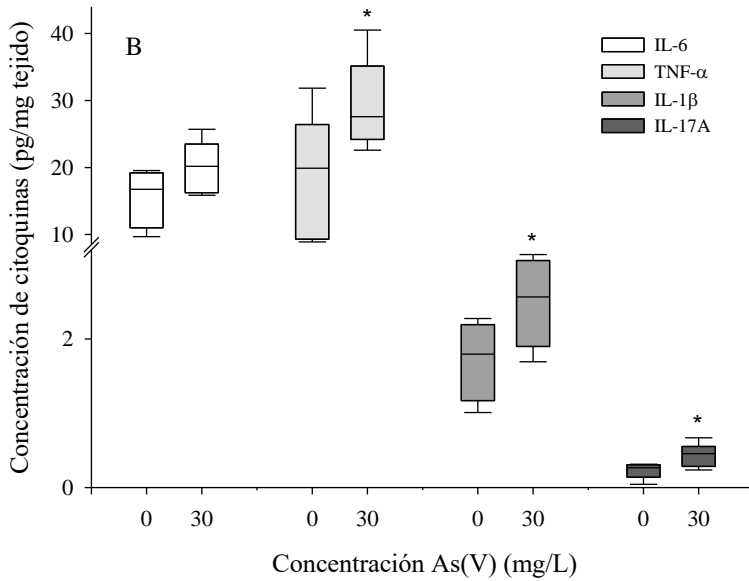 B
*
IL-6
TNF-α
IL-1β
IL-17A
Concentración de citoquinas (pg/mg tejido)
40
30
20
10
2
0
*
*
0 30 0 30 0 30 0 30
Concentración As(V) (mg/L)